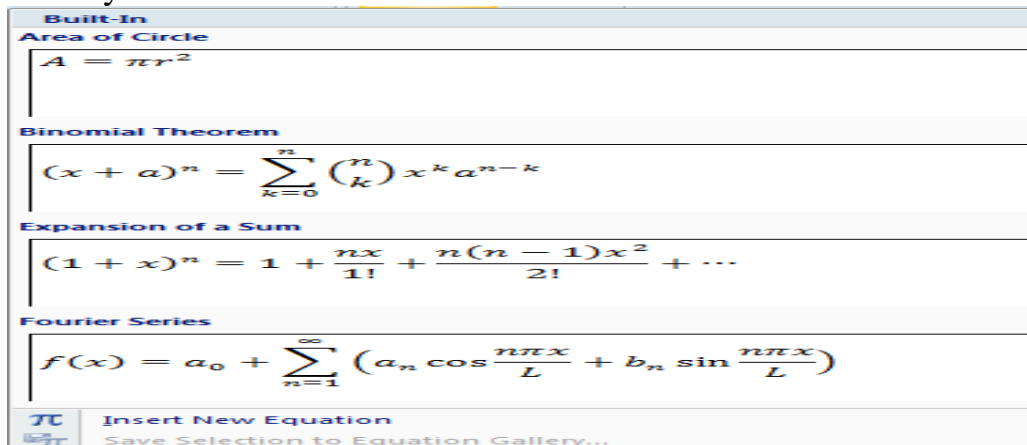 Built-In
Area of Circle
A = πr²
Binomial Theorem
(x + a)ⁿ = ∑ₖ₌₀ⁿ (n k) xᵏaⁿ⁻ᵏ
Expansion of a Sum
(1 + x)ⁿ = 1 + nx/1! + n(n − 1)x²/2! + ⋯
Fourier Series
f(x) = a₀ + ∑ₙ₌₁^∞ (aₙ cos nπx/L + bₙ sin nπx/L)
π Insert New Equation
π Save Selection to Equation Gallery...